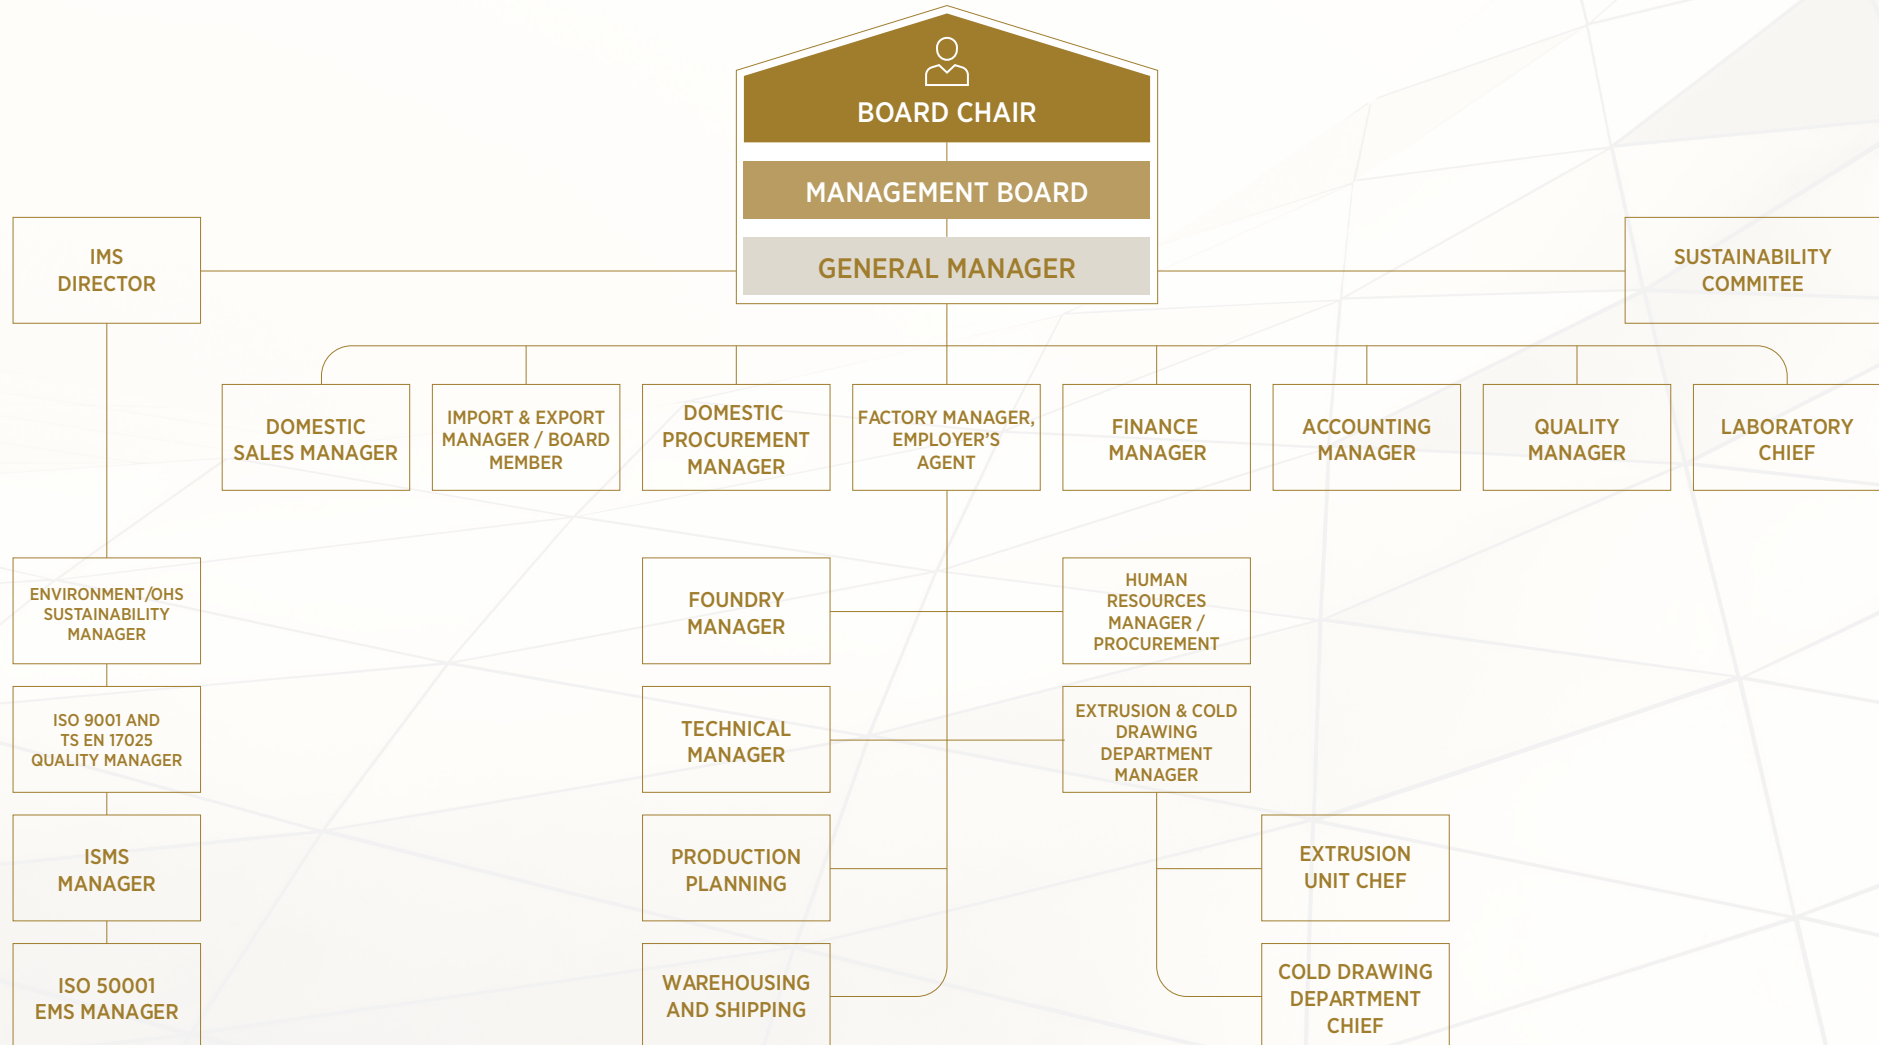 BOARD CHAIR
MANAGEMENT BOARD
GENERAL MANAGER
IMS
DIRECTOR
SUSTAINABILITY
COMMITEE
DOMESTIC
SALES MANAGER
IMPORT & EXPORT
MANAGER / BOARD
MEMBER
DOMESTIC
PROCUREMENT
MANAGER
FACTORY MANAGER,
EMPLOYER'S
AGENT
FINANCE
MANAGER
ACCOUNTING
MANAGER
QUALITY
MANAGER
LABORATORY
CHIEF
ENVIRONMENT/OHS
SUSTAINABILITY
MANAGER
FOUNDRY
MANAGER
HUMAN
RESOURCES
MANAGER /
PROCUREMENT
ISO 9001 AND
TS EN 17025
QUALITY MANAGER
TECHNICAL
MANAGER
EXTRUSION & COLD
DRAWING
DEPARTMENT
MANAGER
ISMS
MANAGER
PRODUCTION
PLANNING
EXTRUSION
UNIT CHEF
ISO 50001
EMS MANAGER
WAREHOUSING
AND SHIPPING
COLD DRAWING
DEPARTMENT
CHIEF